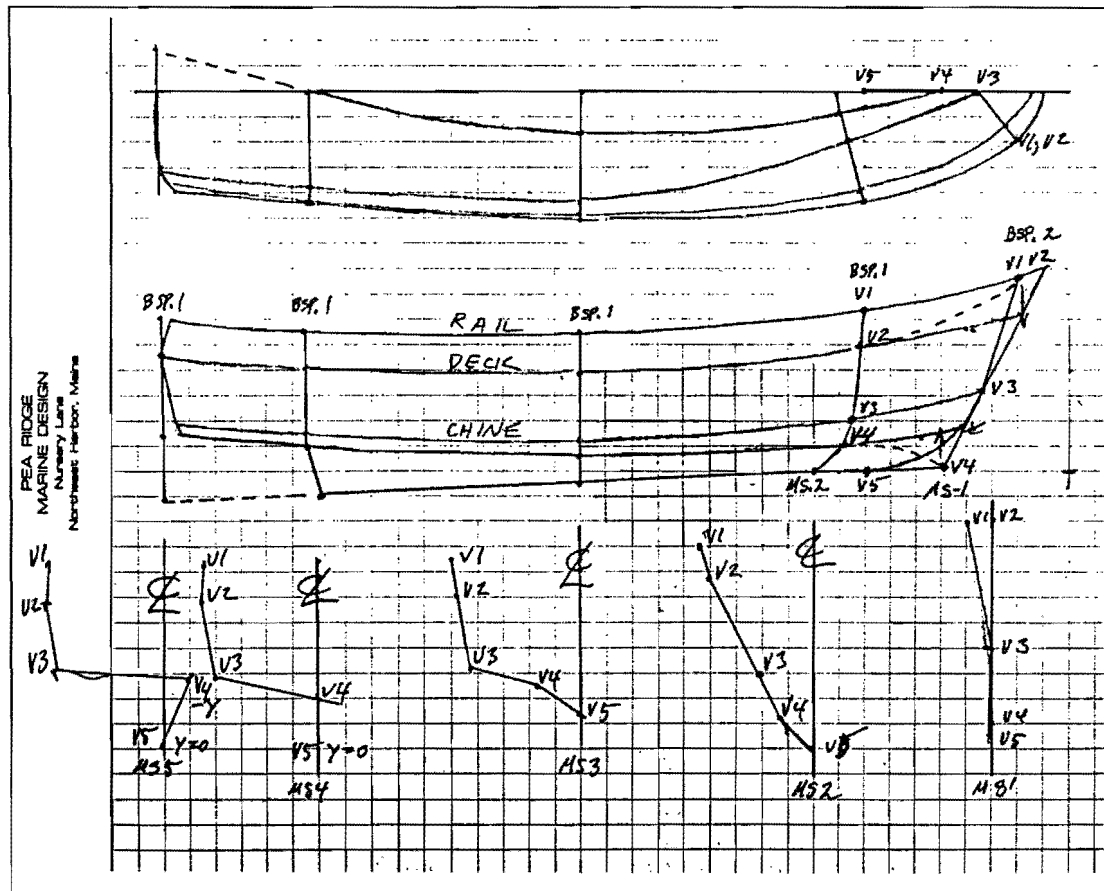 PEA RIDGE
MARINE DESIGN
Nursery Lane
Northeast Harbor, Maine
V5 V4 V3
V1, V2
BSP. 2
V1 V2
BSP. 1
BSP. 1
BSP. 1
BSP. 1
V1
RAIL
V2
DECK
V3
V3
CHINE
V4
V4
MS.2
V5
MS-1
V1
V2
V3
V4
-Y
V5 Y=0
MS5
℄
V1
V2
V3
V4
V5 Y=0
MS4
℄
V1
V2
V3
V4
V5
MS3
℄
V1
V2
V3
V4
V5
MS2
℄
V1 V2
V3
V4
V5
MS1